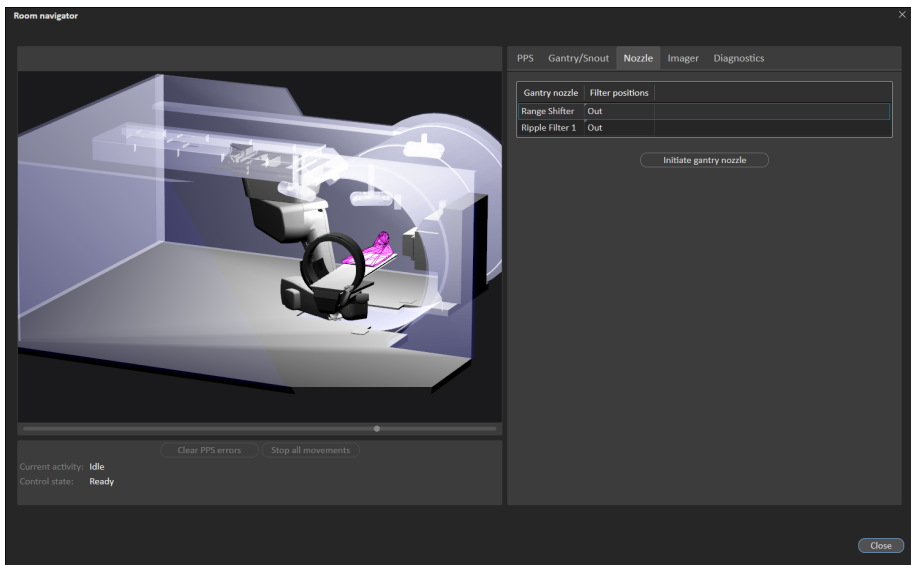 Room navigator
PPS Gantry/Snout Nozzle Imager Diagnostics
Gantry nozzle Filter positions
Range Shifter Out
Ripple Filter 1 Out
Initiate gantry nozzle
Clear PPS errors Stop all movements
Current activity: Idle
Control state: Ready
Close